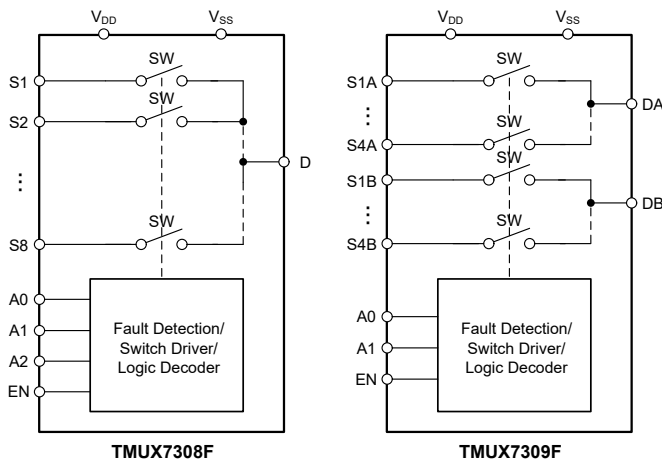 VDD
VSS
SW
S1
SW
S2
⋮
D
SW
S8
A0
A1
A2
EN
Fault Detection/
Switch Driver/
Logic Decoder
TMUX7308F
VDD
VSS
SW
S1A
⋮
DA
SW
S4A
SW
S1B
⋮
DB
SW
S4B
A0
A1
EN
Fault Detection/
Switch Driver/
Logic Decoder
TMUX7309F